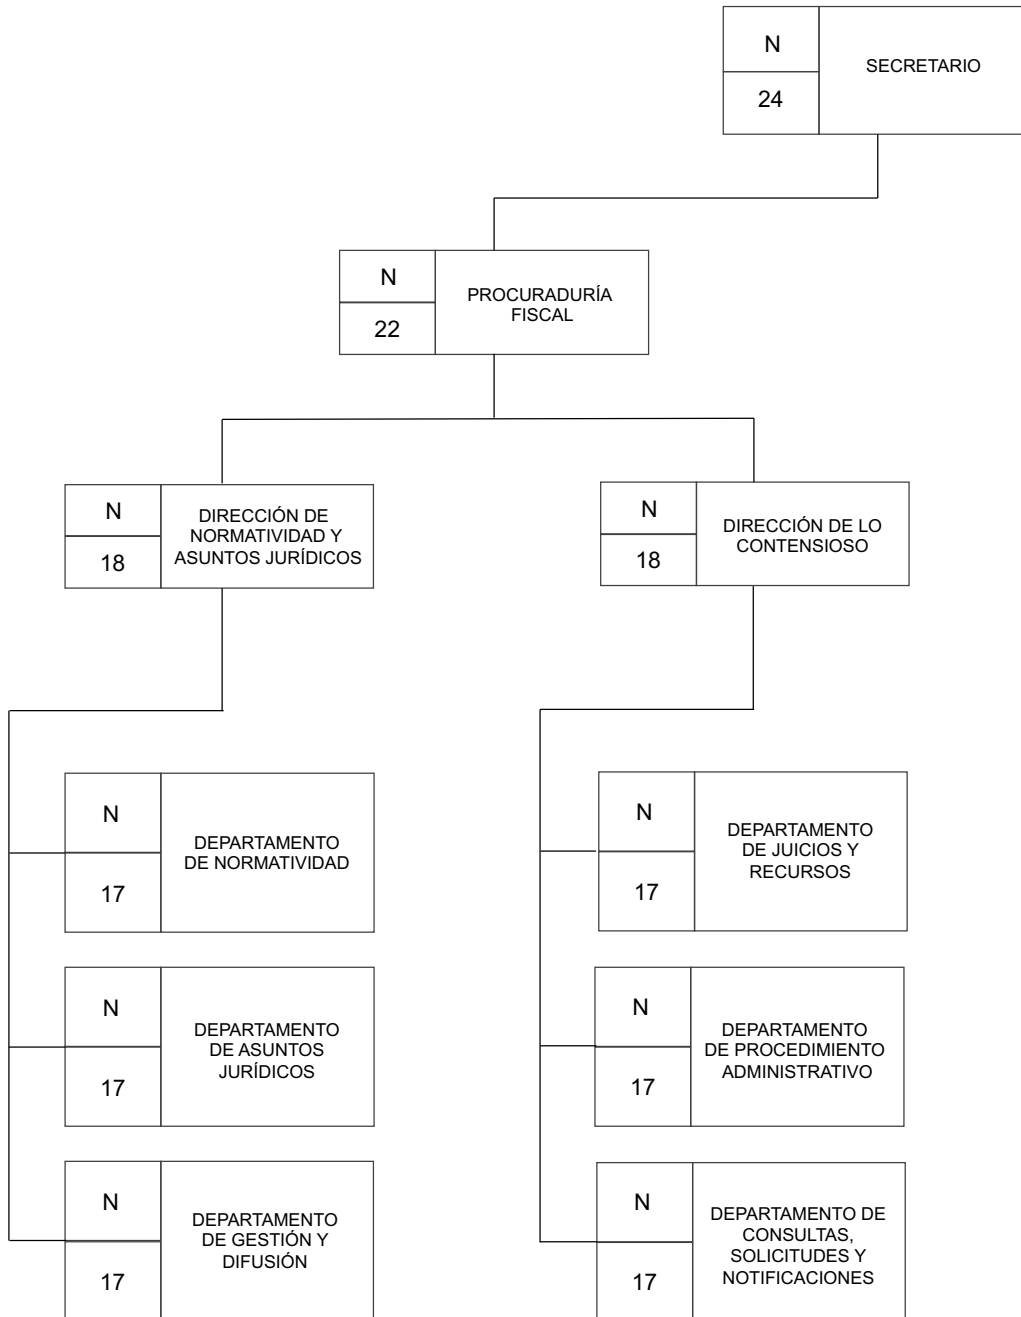 N
24
SECRETARIO
N
22
PROCURADURÍA
FISCAL
N
18
DIRECCIÓN DE
NORMATIVIDAD Y
ASUNTOS JURÍDICOS
N
18
DIRECCIÓN DE LO
CONTENSIOSO
N
17
DEPARTAMENTO
DE NORMATIVIDAD
N
17
DEPARTAMENTO
DE JUICIOS Y
RECURSOS
N
17
DEPARTAMENTO
DE ASUNTOS
JURÍDICOS
N
17
DEPARTAMENTO
DE PROCEDIMIENTO
ADMINISTRATIVO
N
17
DEPARTAMENTO
DE GESTIÓN Y
DIFUSIÓN
N
17
DEPARTAMENTO DE
CONSULTAS,
SOLICITUDES Y
NOTIFICACIONES